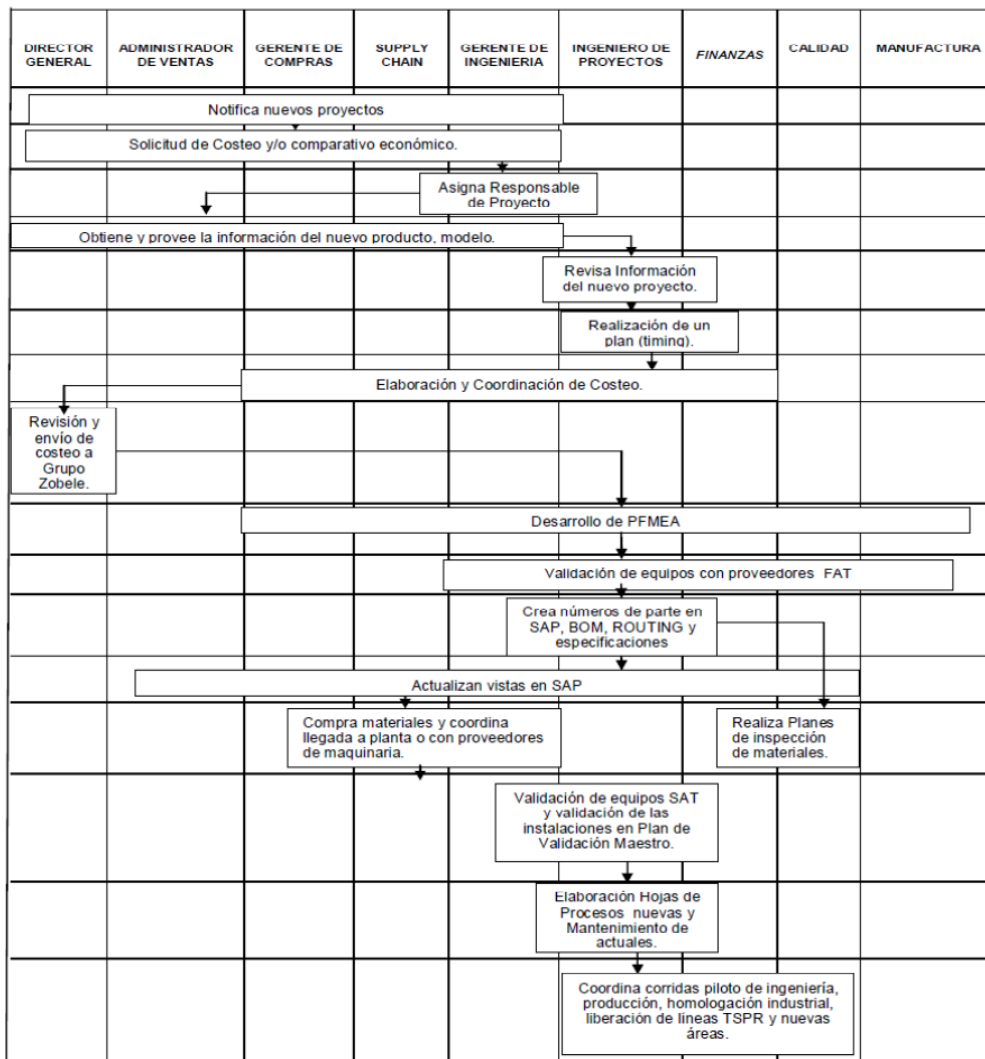 DIRECTOR
GENERAL
ADMINISTRADOR
DE VENTAS
GERENTE DE
COMPRAS
SUPPLY
CHAIN
GERENTE DE
INGENIERIA
INGENIERO DE
PROYECTOS
FINANZAS
CALIDAD
MANUFACTURA
Notifica nuevos proyectos
Solicitud de Costeo y/o comparativo económico.
Asigna Responsable
de Proyecto
Obtiene y provee la información del nuevo producto, modelo.
Revisa Información
del nuevo proyecto.
Realización de un
plan (timing).
Elaboración y Coordinación de Costeo.
Revisión y
envío de
costeo a
Grupo
Zobele.
Desarrollo de PFMEA
Validación de equipos con proveedores FAT
Crea números de parte en
SAP, BOM, ROUTING y
especificaciones
Actualizan vistas en SAP
Compra materiales y coordina
llegada a planta o con proveedores
de maquinaria.
Realiza Planes
de inspección
de materiales.
Validación de equipos SAT
y validación de las
instalaciones en Plan de
Validación Maestro.
Elaboración Hojas de
Procesos nuevas y
Mantenimiento de
actuales.
Coordina corridas piloto de ingeniería,
producción, homologación industrial,
liberación de líneas TSPR y nuevas
áreas.